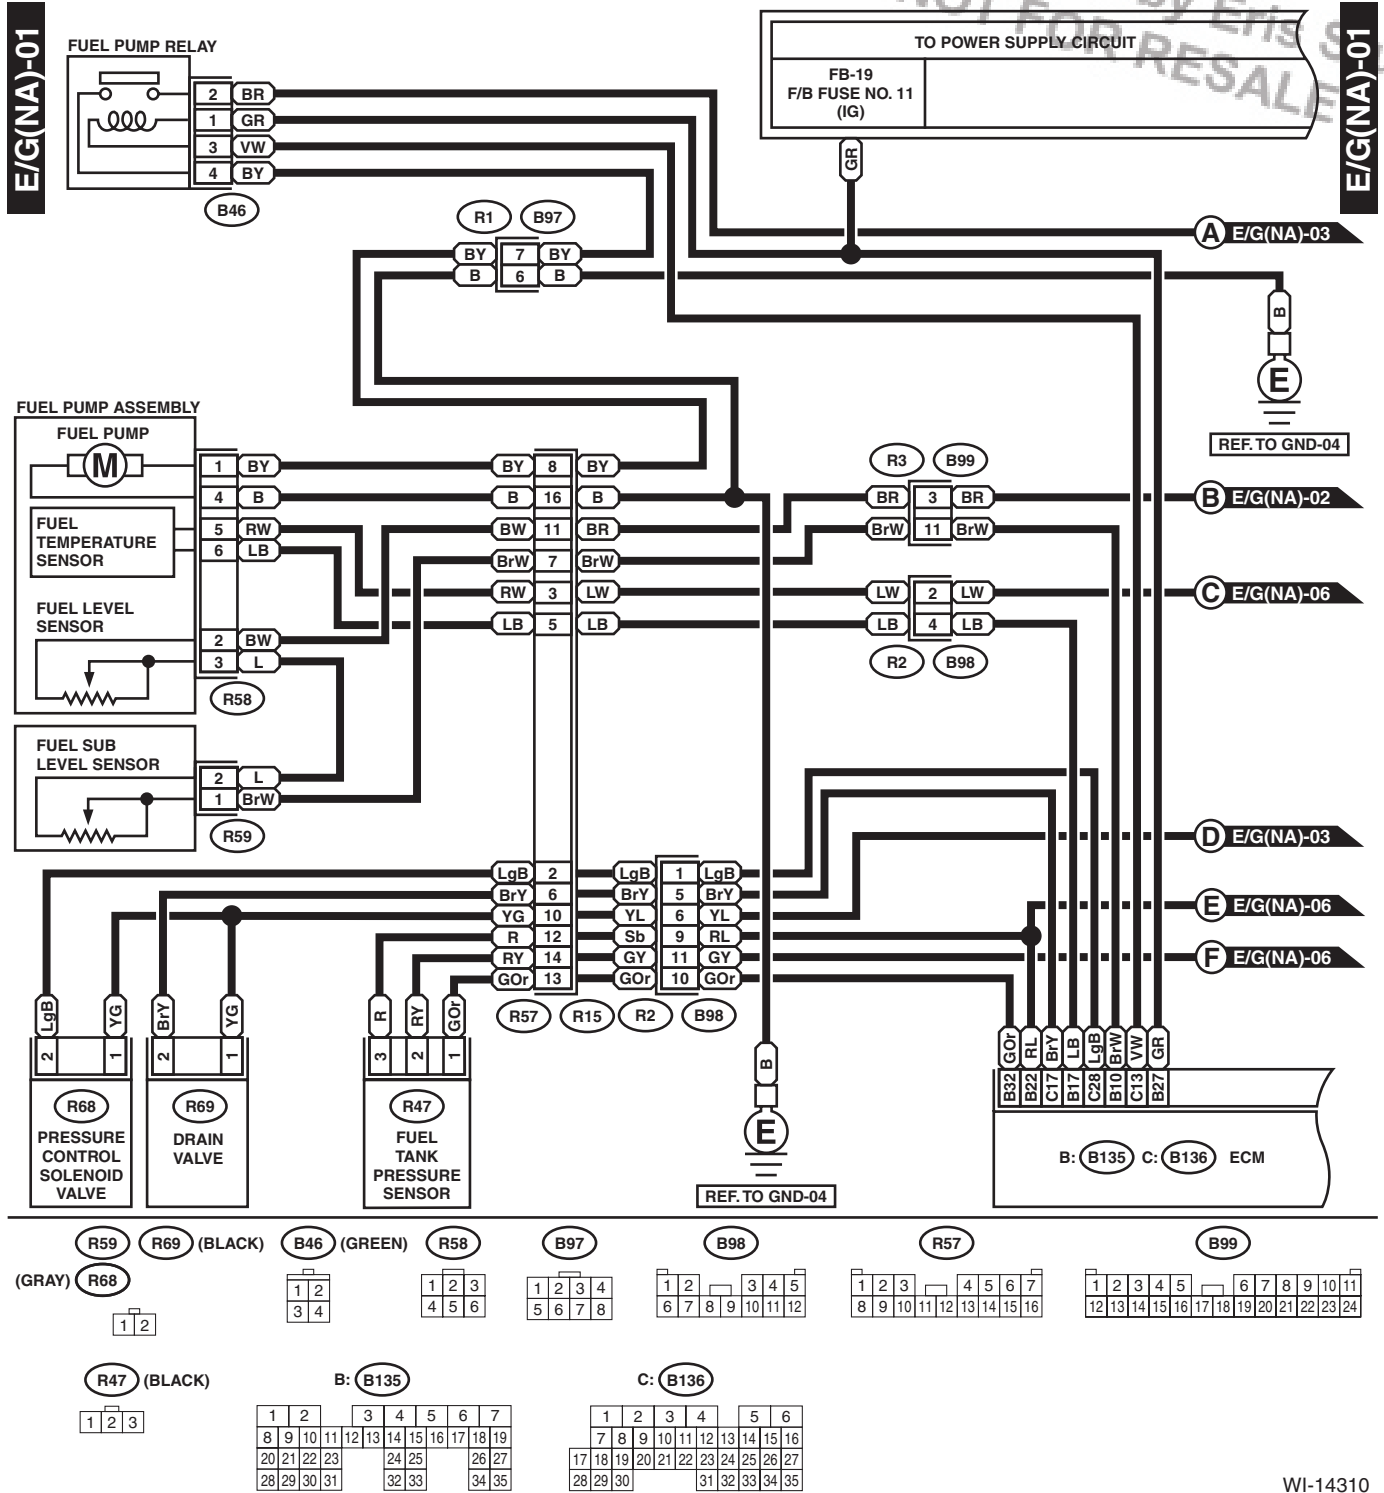 by Eris S
NOT FOR RESALE
E/G(NA)-01
E/G(NA)-01
FUEL PUMP RELAY
2 BR
1 GR
3 VW
4 BY
B46
TO POWER SUPPLY CIRCUIT
FB-19
F/B FUSE NO. 11
(IG)
GR
R1 B97
BY 7 BY
B 6 B
A E/G(NA)-03
B
E
REF. TO GND-04
FUEL PUMP ASSEMBLY
FUEL PUMP
M
1 BY
4 B
FUEL
TEMPERATURE
SENSOR
5 RW
6 LB
FUEL LEVEL
SENSOR
2 BW
3 L
R58
FUEL SUB
LEVEL SENSOR
2 L
1 BrW
R59
BY 8 BY
B 16 B
BW 11 BR
BrW 7 BrW
RW 3 LW
LB 5 LB
R3 B99
BR 3 BR
BrW 11 BrW
LW 2 LW
LB 4 LB
R2 B98
B E/G(NA)-02
C E/G(NA)-06
D E/G(NA)-03
E E/G(NA)-06
F E/G(NA)-06
LgB 2 LgB 1 LgB
BrY 6 BrY 5 BrY
YG 10 YL 6 YL
R 12 Sb 9 RL
RY 14 GY 11 GY
GOr 13 GOr 10 GOr
R57 R15 R2 B98
LgB YG BrY YG R RY GOr
2 1 2 1 3 2 1
R68
PRESSURE
CONTROL
SOLENOID
VALVE
R69
DRAIN
VALVE
R47
FUEL
TANK
PRESSURE
SENSOR
B
E
REF. TO GND-04
GOr RL BrY LB LgB BrW VW GR
B32 B22 C17 B17 C28 B10 C13 B27
B: B135 C: B136 ECM
R59 R69 (BLACK) B46 (GREEN) R58 B97 B98 R57 B99
(GRAY) R68
1 2
1 2
3 4
1 2 3
4 5 6
1 2 3 4
5 6 7 8
1 2 3 4 5
6 7 8 9 10 11 12
1 2 3 4 5 6 7
8 9 10 11 12 13 14 15 16
1 2 3 4 5 6 7 8 9 10 11
12 13 14 15 16 17 18 19 20 21 22 23 24
R47 (BLACK)
1 2 3
B: B135
1 2 3 4 5 6 7
8 9 10 11 12 13 14 15 16 17 18 19
20 21 22 23 24 25 26 27
28 29 30 31 32 33 34 35
C: B136
1 2 3 4 5 6
7 8 9 10 11 12 13 14 15 16
17 18 19 20 21 22 23 24 25 26 27
28 29 30 31 32 33 34 35
WI-14310